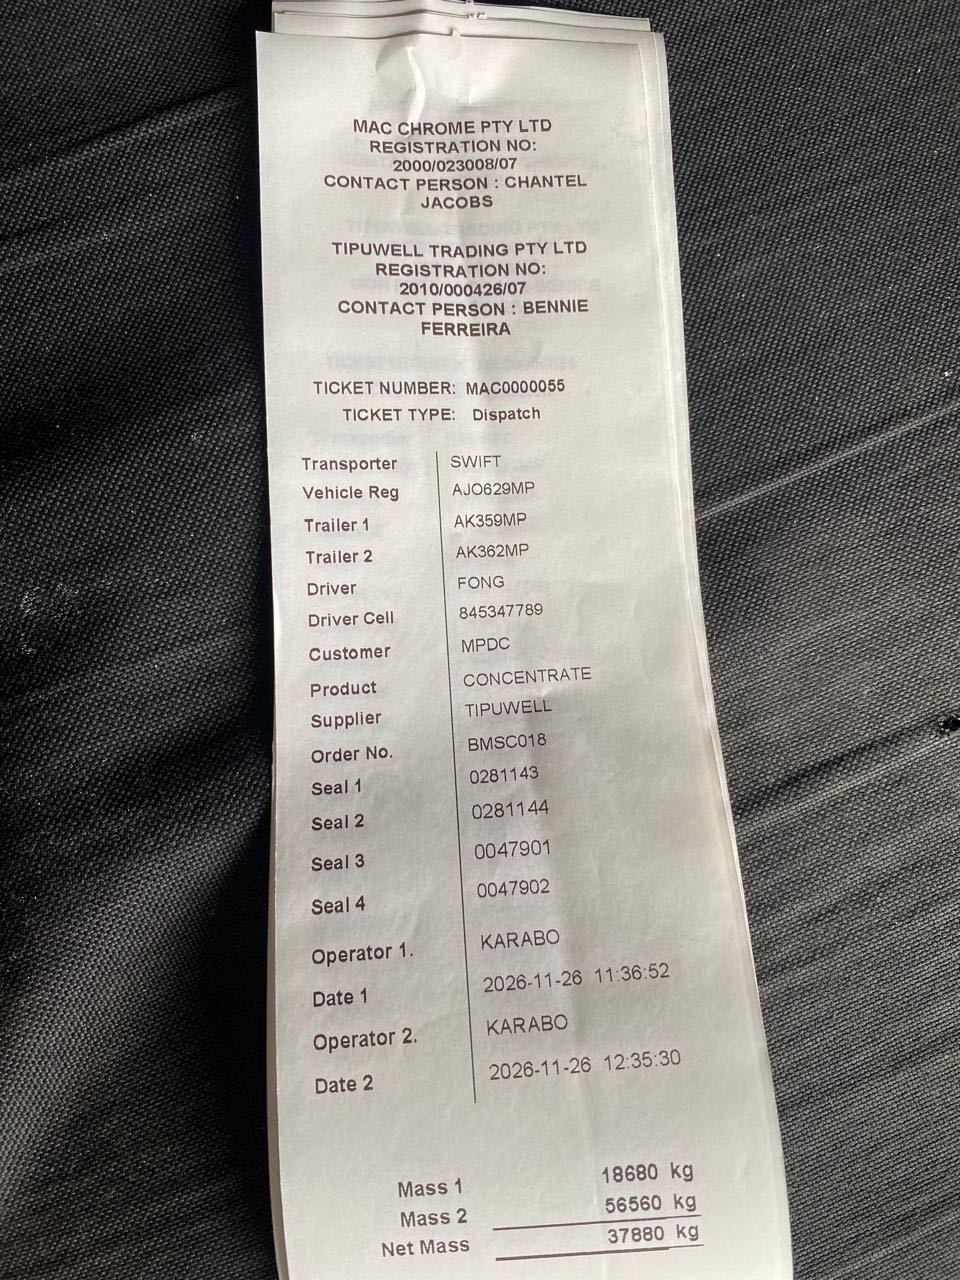 MAC CHROME PTY LTD
REGISTRATION NO:
2000/023008/07
CONTACT PERSON : CHANTEL
JACOBS
TIPUWELL TRADING PTY LTD
REGISTRATION NO:
2010/000426/07
CONTACT PERSON : BENNIE
FERREIRA
TICKET NUMBER: MAC0000055
TICKET TYPE: Dispatch
Transporter SWIFT
Vehicle Reg AJO629MP
Trailer 1 AK359MP
Trailer 2 AK362MP
Driver FONG
Driver Cell 845347789
Customer MPDC
Product CONCENTRATE
Supplier TIPUWELL
Order No. BMSC018
Seal 1 0281143
Seal 2 0281144
Seal 3 0047901
Seal 4 0047902
Operator 1. KARABO
Date 1 2026-11-26 11:36:52
Operator 2. KARABO
Date 2 2026-11-26 12:35:30
Mass 1 18680 kg
Mass 2 56560 kg
Net Mass 37880 kg